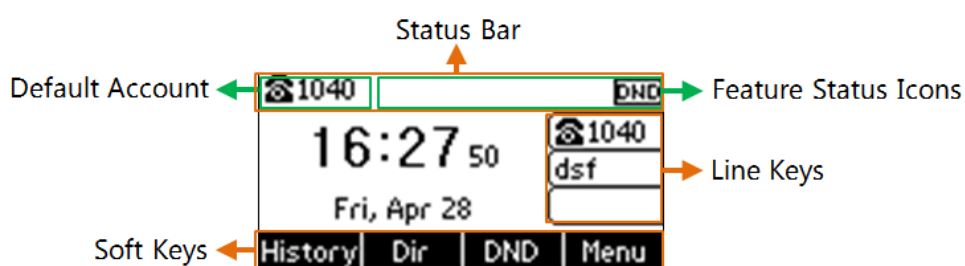 Status Bar
Default Account
1040
DND
Feature Status Icons
16:27 50
1040
dsf
Line Keys
Fri, Apr 28
Soft Keys
History Dir DND Menu